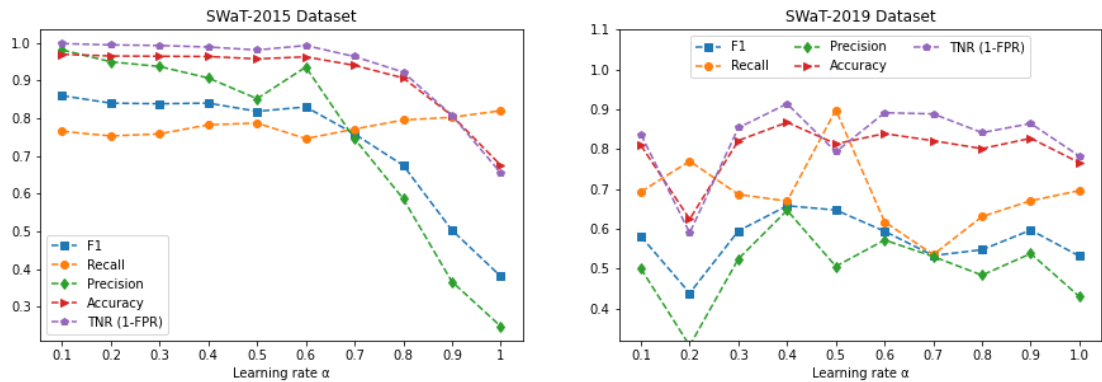 SWaT-2015 Dataset
1.0
0.9
0.8
0.7
0.6
0.5
0.4
0.3
F1
Recall
Precision
Accuracy
TNR (1-FPR)
0.1 0.2 0.3 0.4 0.5 0.6 0.7 0.8 0.9 1
Learning rate α
SWaT-2019 Dataset
1.1
1.0
0.9
0.8
0.7
0.6
0.5
0.4
F1 Precision TNR (1-FPR)
Recall Accuracy
0.1 0.2 0.3 0.4 0.5 0.6 0.7 0.8 0.9 1.0
Learning rate α